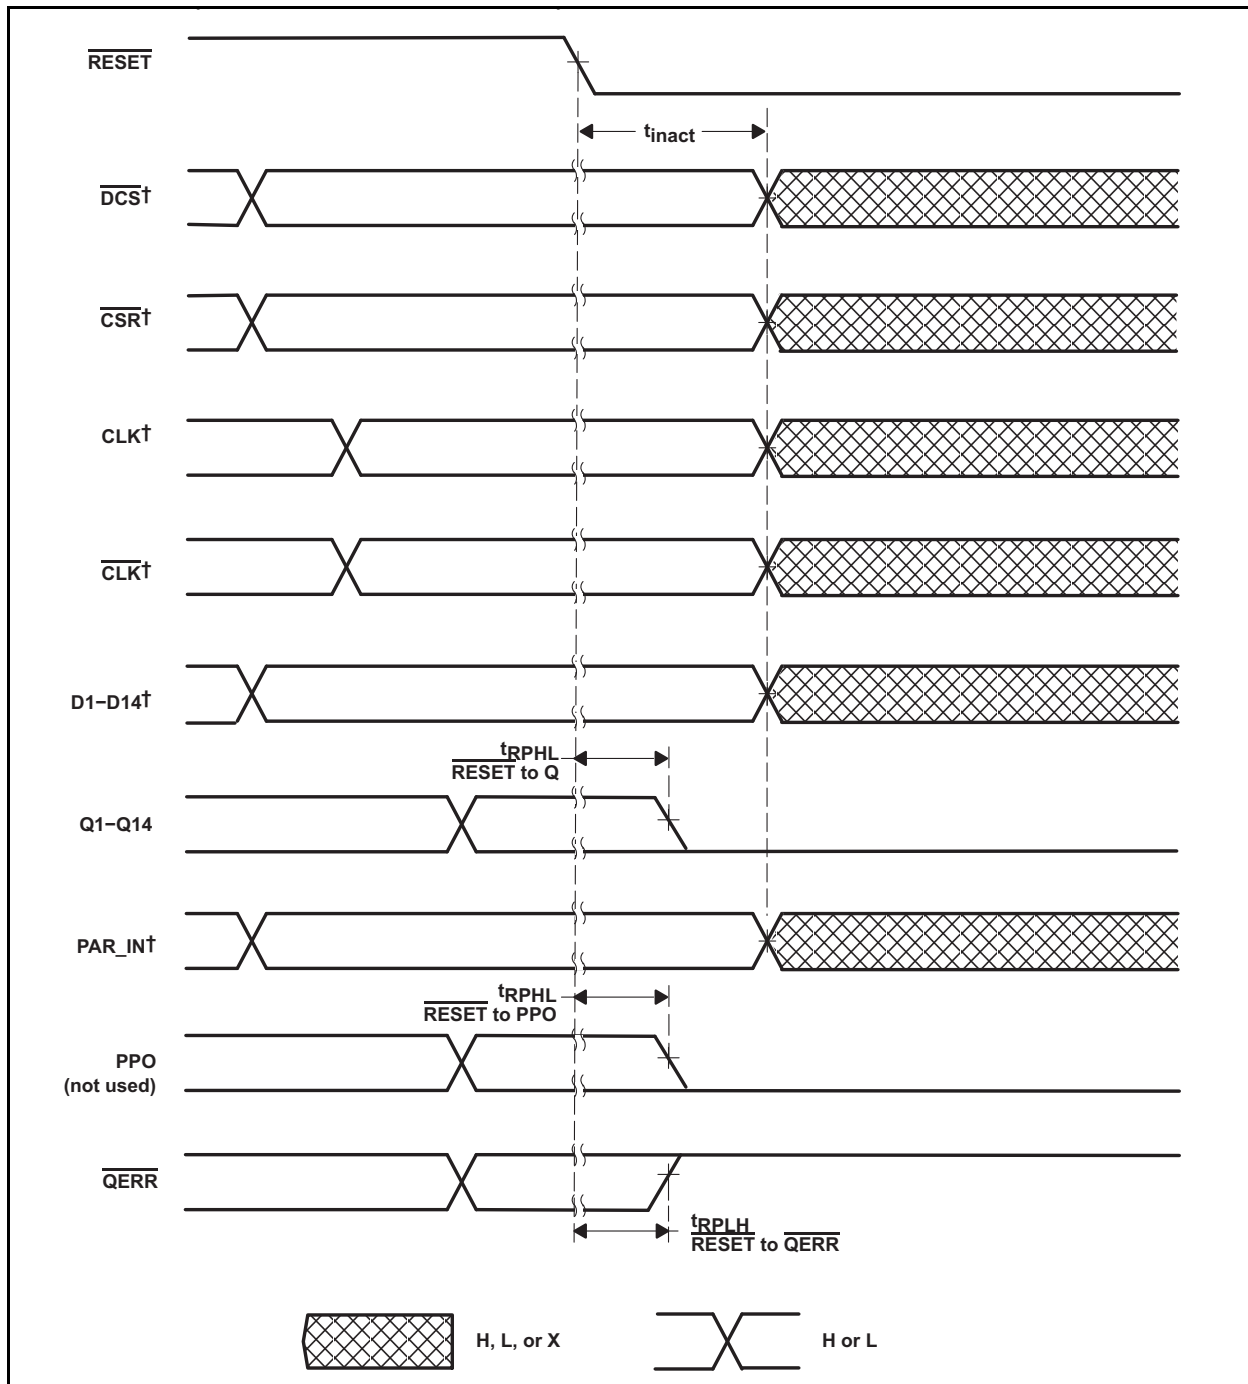 RESET
tinact
DCS†
CSR†
CLK†
CLK†
D1−D14†
tRPHL
RESET to Q
Q1−Q14
PAR_IN†
tRPHL
RESET to PPO
PPO
(not used)
QERR
tRPLH
RESET to QERR
H, L, or X
H or L